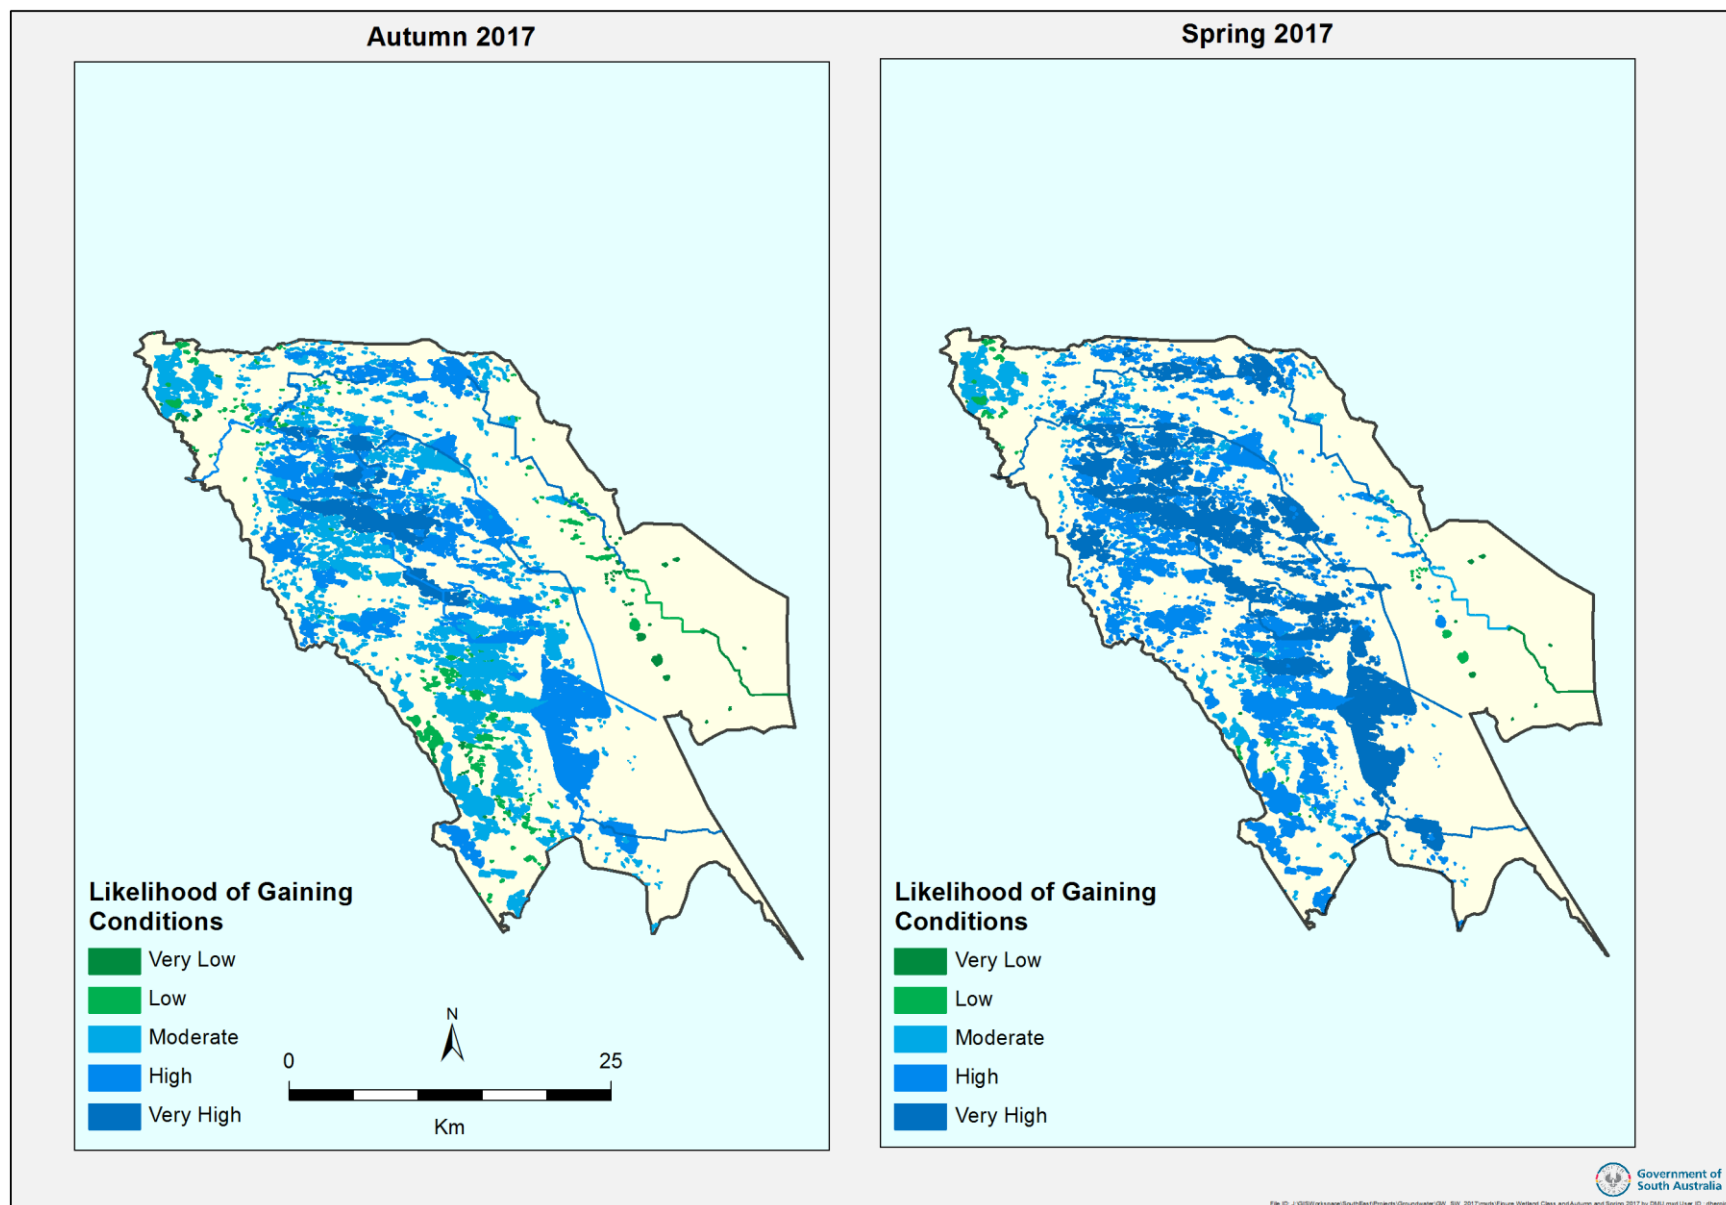 Autumn 2017
Spring 2017
Likelihood of Gaining
Conditions
Very Low
Low
Moderate
High
Very High
N
0 25
Km
Likelihood of Gaining
Conditions
Very Low
Low
Moderate
High
Very High
Government of
South Australia